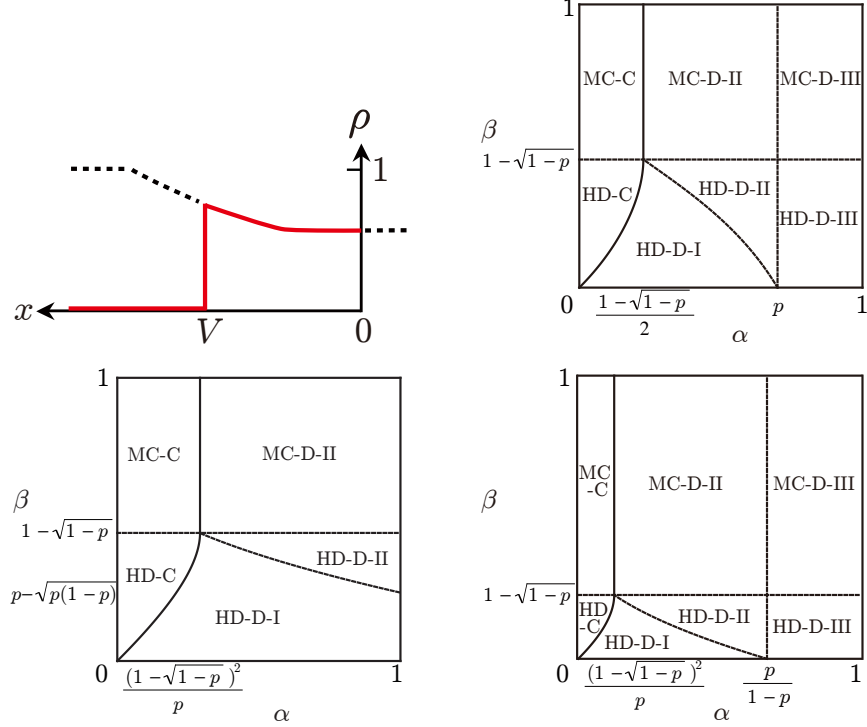 ρ
1
x
V
0
1
MC-C
MC-D-II
MC-D-III
β
1−√1−p
HD-C
HD-D-II
HD-D-III
HD-D-I
0
1−√1−p
2
p
1
α
1
MC-C
MC-D-II
β
1−√1−p
HD-D-II
HD-C
p−√p(1−p)
HD-D-I
0
(1−√1−p)²
p
1
α
1
MC
-C
MC-D-II
MC-D-III
β
1−√1−p
HD
-C
HD-D-II
HD-D-III
HD-D-I
0
(1−√1−p)²
p
p
1−p
1
α